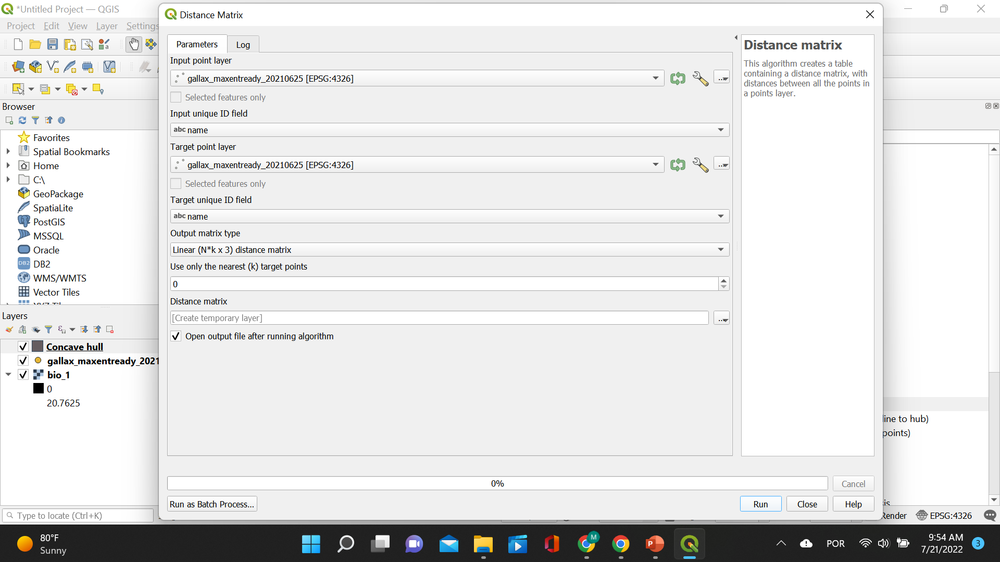 *Untitled Project — QGIS
Project Edit View Layer Settings
Browser
Favorites
Spatial Bookmarks
Home
C:\
GeoPackage
SpatiaLite
PostGIS
MSSQL
Oracle
DB2
DB2
WMS/WMTS
Vector Tiles
Layers
Concave hull
gallax_maxentready_2021
bio_1
0
20.7625
Type to locate (Ctrl+K)
Distance Matrix
Parameters Log
Input point layer
gallax_maxentready_20210625 [EPSG:4326]
...
Selected features only
Input unique ID field
abc name
Target point layer
gallax_maxentready_20210625 [EPSG:4326]
...
Selected features only
Target unique ID field
abc name
Output matrix type
Linear (N*k x 3) distance matrix
Use only the nearest (k) target points
0
Distance matrix
[Create temporary layer]
...
Open output file after running algorithm
Distance matrix
This algorithm creates a table
containing a distance matrix, with
distances between all the points in
a points layer.
0%
Cancel
Run as Batch Process...
Run Close Help
line to hub)
points)
is
Render EPSG:4326
80°F
Sunny
M
P
POR
9:54 AM
7/21/2022
3